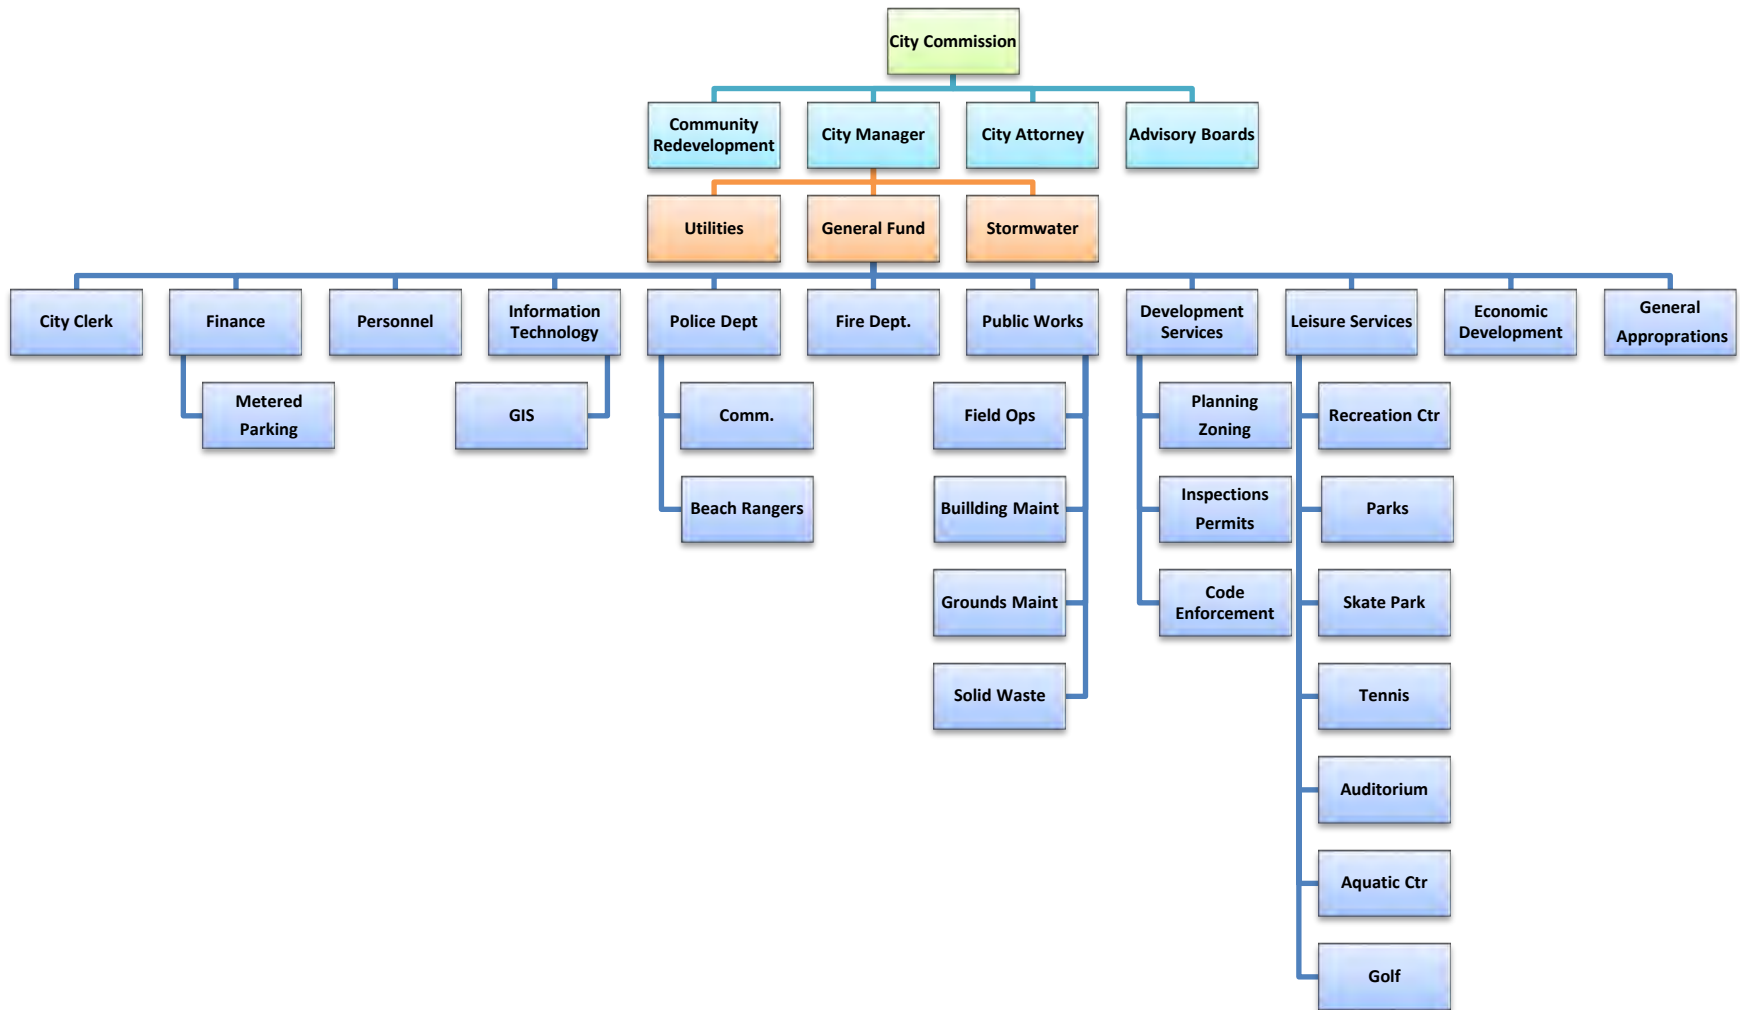 City Commission
Community
Redevelopment
City Manager
City Attorney
Advisory Boards
Utilities
General Fund
Stormwater
City Clerk
Finance
Personnel
Information
Technology
Police Dept
Fire Dept.
Public Works
Development
Services
Leisure Services
Economic
Development
General
Approprations
Metered
Parking
GIS
Comm.
Field Ops
Planning
Zoning
Recreation Ctr
Beach Rangers
Buillding Maint
Inspections
Permits
Parks
Grounds Maint
Code
Enforcement
Skate Park
Solid Waste
Tennis
Auditorium
Aquatic Ctr
Golf